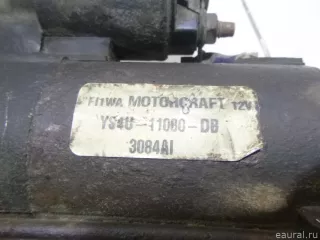 MOTORCRAFT 12V
YS4U-11000-DB
3084AI
eaural.ru